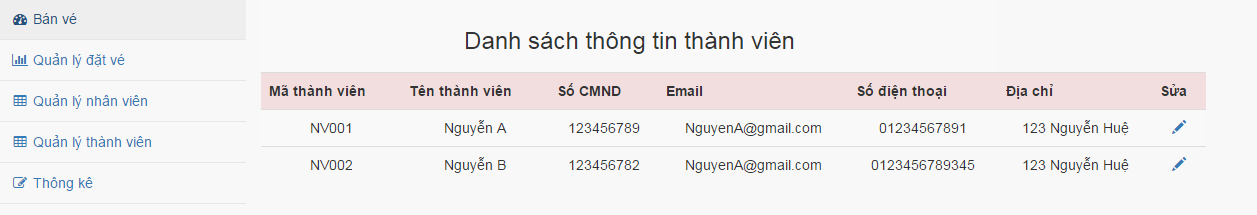 Bán vé
Quản lý đặt vé
Quản lý nhân viên
Quản lý thành viên
Thống kê
Danh sách thông tin thành viên
Mã thành viên Tên thành viên Số CMND Email Số điện thoại Địa chỉ Sửa
NV001 Nguyễn A 123456789 NguyenA@gmail.com 01234567891 123 Nguyễn Huệ
NV002 Nguyễn B 123456782 NguyenA@gmail.com 0123456789345 123 Nguyễn Huệ